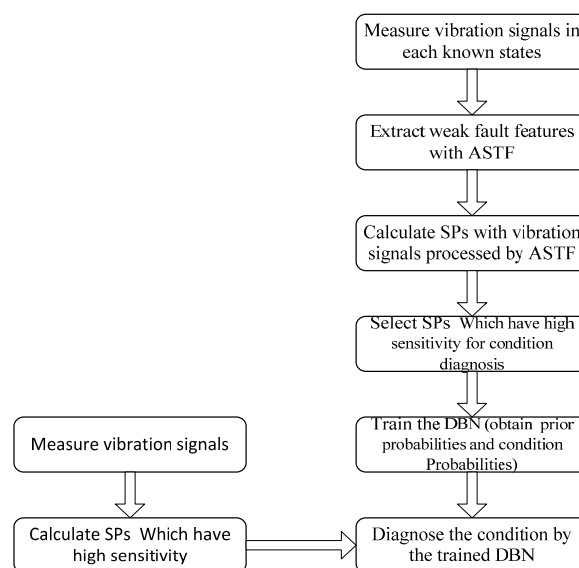 Measure vibration signals in
each known states
Extract weak fault features
with ASTF
Calculate SPs with vibration
signals processed by ASTF
Select SPs Which have high
sensitivity for condition
diagnosis
Train the DBN (obtain prior
probabilities and condition
Probabilities)
Measure vibration signals
Calculate SPs Which have
high sensitivity
Diagnose the condition by
the trained DBN